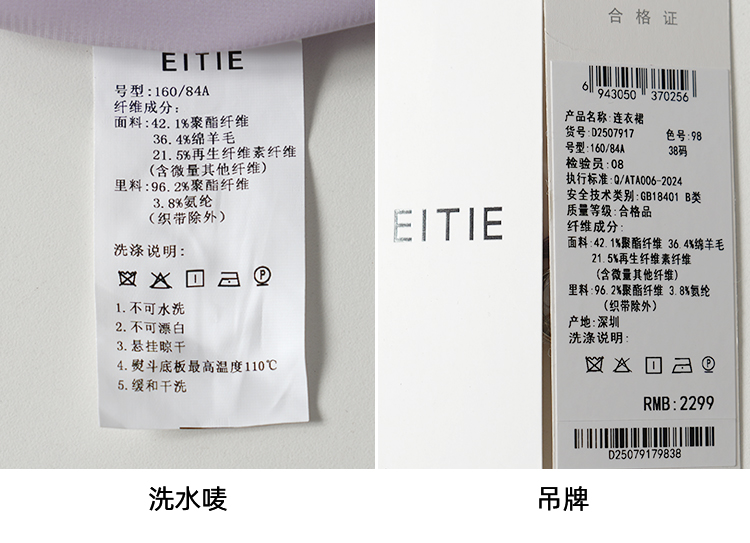 EITIE
号型:160/84A
纤维成分:
面料:42.1%聚酯纤维
36.4%绵羊毛
21.5%再生纤维素纤维
(含微量其他纤维)
里料:96.2%聚酯纤维
3.8%氨纶
(织带除外)
洗涤说明:
P
1.不可水洗
2.不可漂白
3.悬挂晾干
4.熨斗底板最高温度110℃
5.缓和干洗
洗水唛
EITIE
合格证
6 943050 370256
产品名称:连衣裙
货号:D2507917 色号:98
号型:160/84A 38码
检验员:08
执行标准:Q/ATA006-2024
安全技术类别:GB18401 B类
质量等级:合格品
纤维成分:
面料:42.1%聚酯纤维 36.4%绵羊毛
21.5%再生纤维素纤维
(含微量其他纤维)
里料:96.2%聚酯纤维 3.8%氨纶
(织带除外)
产地:深圳
洗涤说明:
P
RMB:2299
D25079179838
吊牌